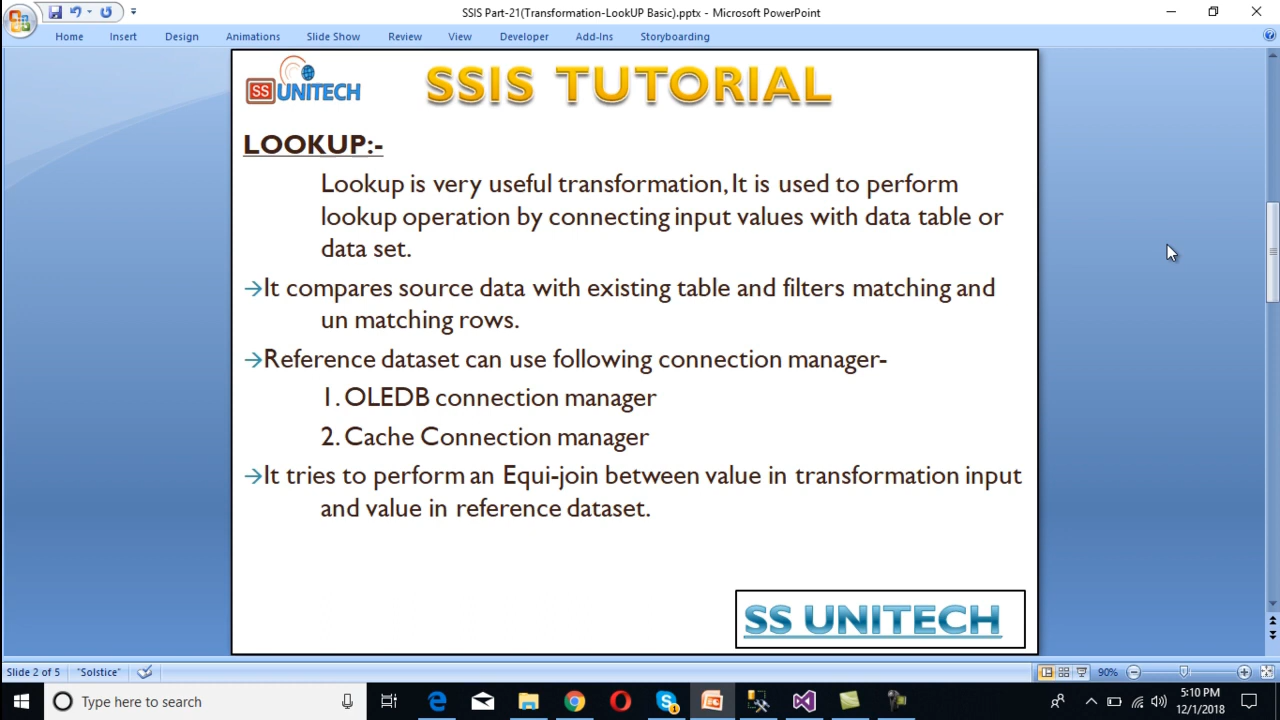 SSIS Part-21(Transformation-LookUP Basic).pptx - Microsoft PowerPoint
Home Insert Design Animations Slide Show Review View Developer Add-Ins Storyboarding
SS UNITECH
SSIS TUTORIAL
LOOKUP:-
Lookup is very useful transformation, It is used to perform
lookup operation by connecting input values with data table or
data set.
→It compares source data with existing table and filters matching and
un matching rows.
→Reference dataset can use following connection manager-
1. OLEDB connection manager
2. Cache Connection manager
→It tries to perform an Equi-join between value in transformation input
and value in reference dataset.
SS UNITECH
Slide 2 of 5 "Solstice" 90%
Type here to search
5:10 PM
12/1/2018